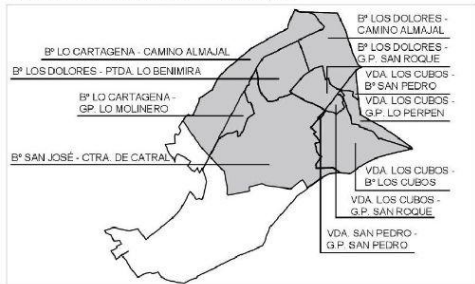 Bº LO CARTAGENA - CAMINO ALMAJAL
Bº LOS DOLORES - PTDA. LO BENIMIRA
Bº LO CARTAGENA -
GP. LO MOLINERO
Bº SAN JOSÉ - CTRA. DE CATRAL
Bº LOS DOLORES -
CAMINO ALMAJAL
Bº LOS DOLORES -
G.P. SAN ROQUE
VDA. LOS CUBOS -
Bº SAN PEDRO
VDA. LOS CUBOS -
G.P. LO PERPEN
VDA. LOS CUBOS -
Bº LOS CUBOS
VDA. LOS CUBOS -
G.P. SAN ROQUE
VDA. SAN PEDRO -
G.P. SAN PEDRO